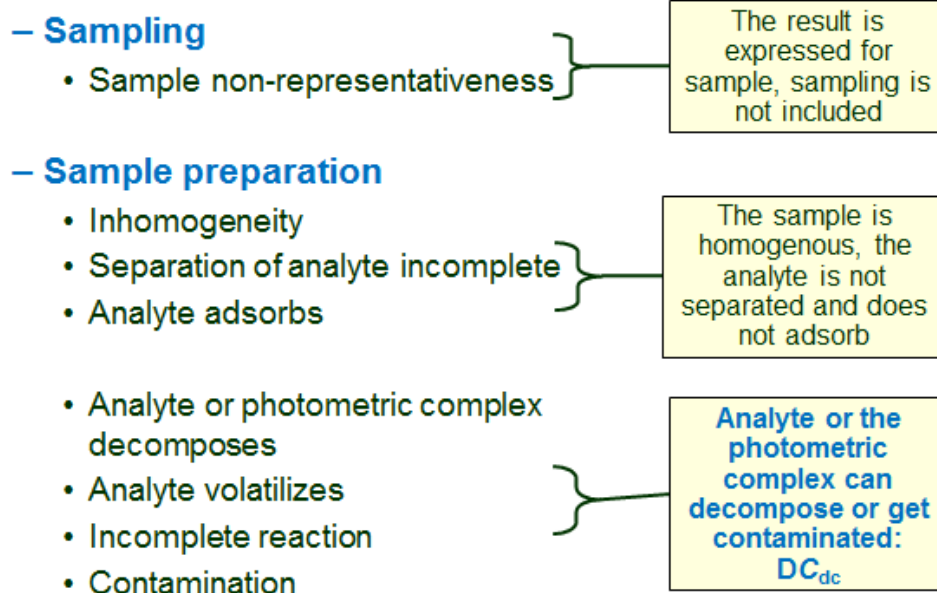 – Sampling
• Sample non-representativeness
The result is
expressed for
sample, sampling is
not included
– Sample preparation
• Inhomogeneity
• Separation of analyte incomplete
• Analyte adsorbs
The sample is
homogenous, the
analyte is not
separated and does
not adsorb
• Analyte or photometric complex
decomposes
• Analyte volatilizes
• Incomplete reaction
• Contamination
Analyte or the
photometric
complex can
decompose or get
contaminated:
DC_dc